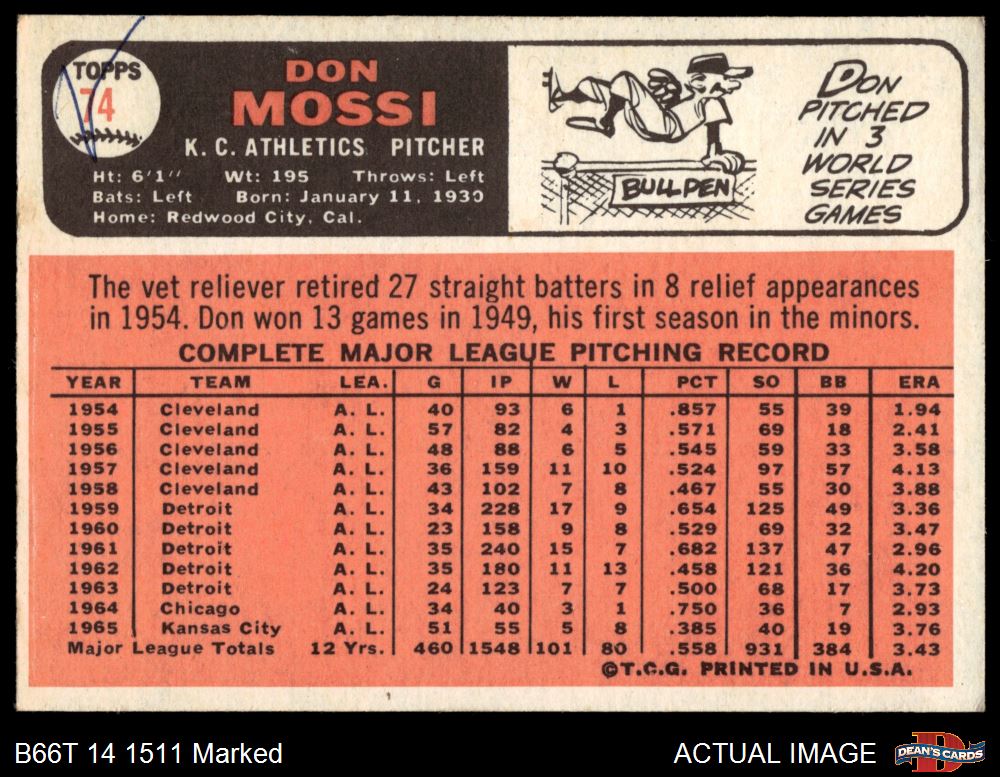 TOPPS
74
DON
MOSSI
K. C. ATHLETICS PITCHER
Ht: 6'1" Wt: 195 Throws: Left
Bats: Left Born: January 11, 1930
Home: Redwood City, Cal.
BULLPEN
DON
PITCHED
IN 3
WORLD
SERIES
GAMES
The vet reliever retired 27 straight batters in 8 relief appearances
in 1954. Don won 13 games in 1949, his first season in the minors.
COMPLETE MAJOR LEAGUE PITCHING RECORD
YEAR TEAM LEA. G IP W L PCT SO BB ERA
1954 Cleveland A. L. 40 93 6 1 .857 55 39 1.94
1955 Cleveland A. L. 57 82 4 3 .571 69 18 2.41
1956 Cleveland A. L. 48 88 6 5 .545 59 33 3.58
1957 Cleveland A. L. 36 159 11 10 .524 97 57 4.13
1958 Cleveland A. L. 43 102 7 8 .467 55 30 3.88
1959 Detroit A. L. 34 228 17 9 .654 125 49 3.36
1960 Detroit A. L. 23 158 9 8 .529 69 32 3.47
1961 Detroit A. L. 35 240 15 7 .682 137 47 2.96
1962 Detroit A. L. 35 180 11 13 .458 121 36 4.20
1963 Detroit A. L. 24 123 7 7 .500 68 17 3.73
1964 Chicago A. L. 34 40 3 1 .750 36 7 2.93
1965 Kansas City A. L. 51 55 5 8 .385 40 19 3.76
Major League Totals 12 Yrs. 460 1548 101 80 .558 931 384 3.43
©T.C.G. PRINTED IN U.S.A.
B66T 14 1511 Marked
ACTUAL IMAGE
DEAN'S CARDS